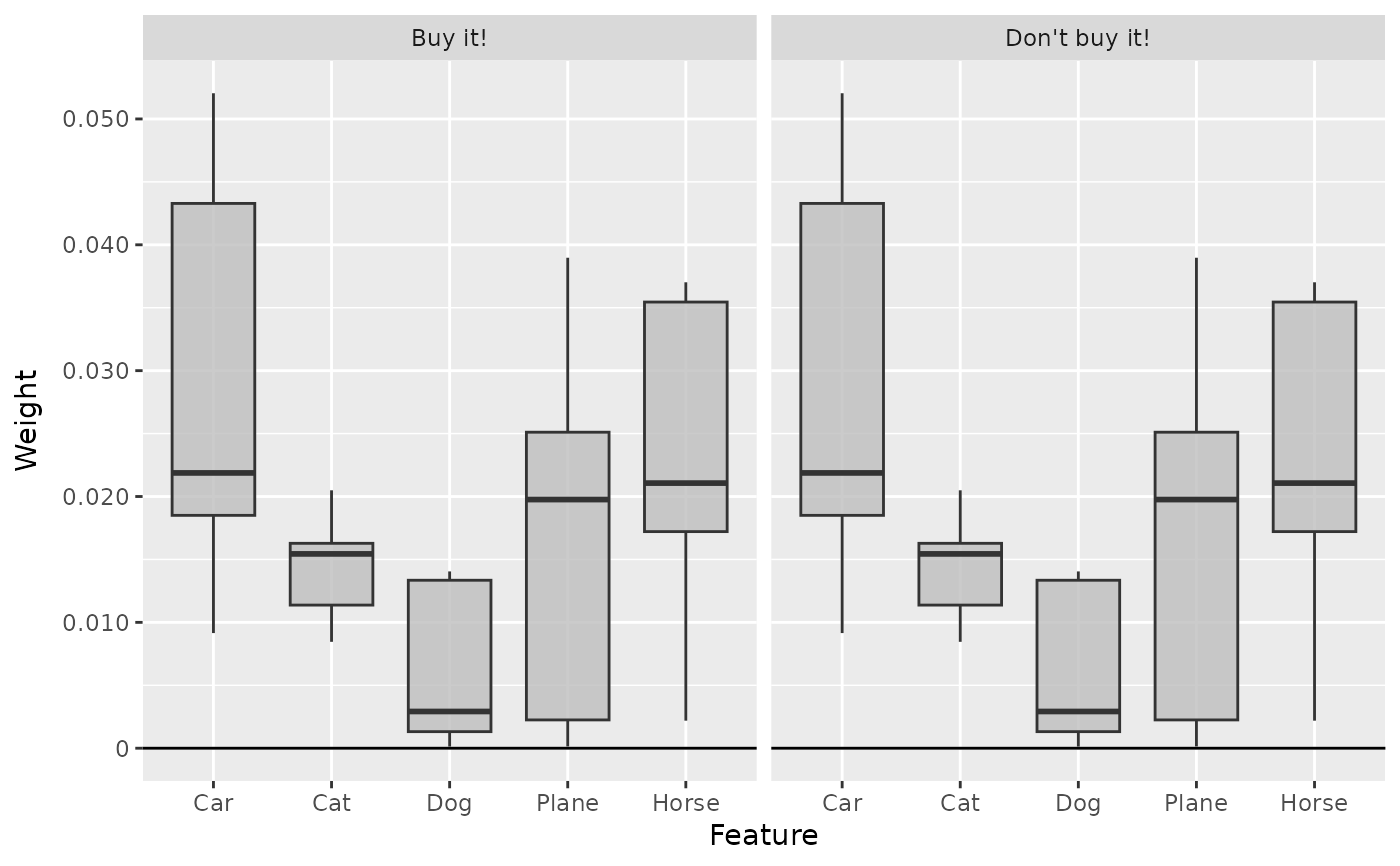 Buy it!
Don't buy it!
0.050
0.040
0.030
0.020
0.010
0
Weight
Car Cat Dog Plane Horse
Car Cat Dog Plane Horse
Feature